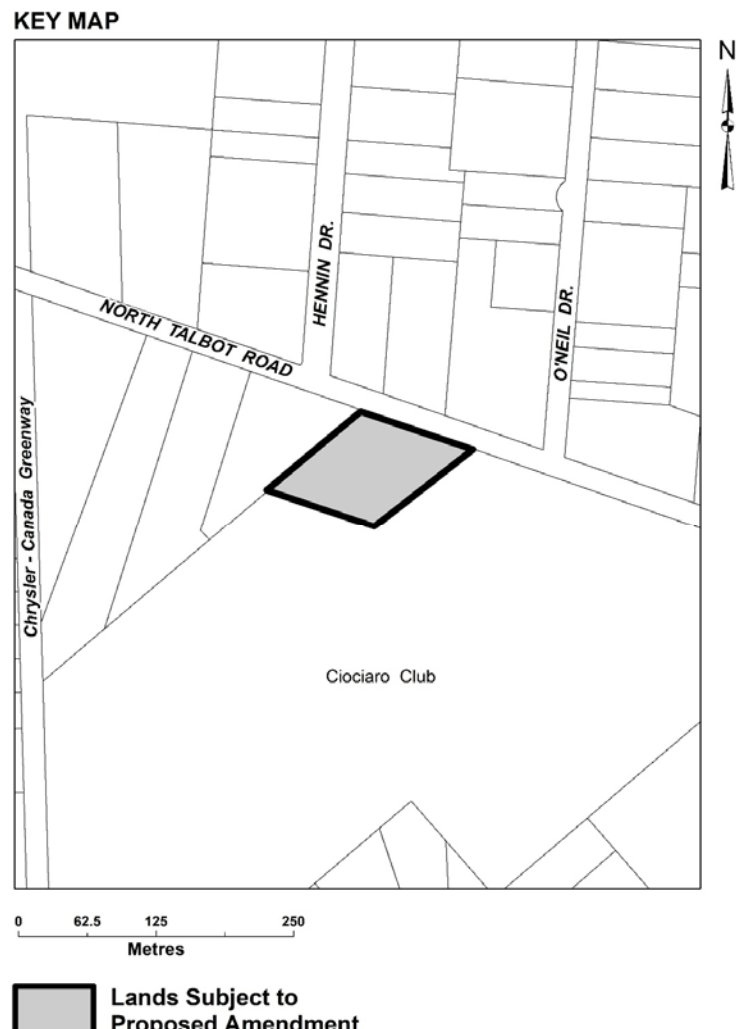 KEY MAP
N
HENNIN DR.
O'NEIL DR.
NORTH TALBOT ROAD
Chrysler - Canada Greenway
Ciociaro Club
0 62.5 125 250
Metres
Lands Subject to
Proposed Amendment